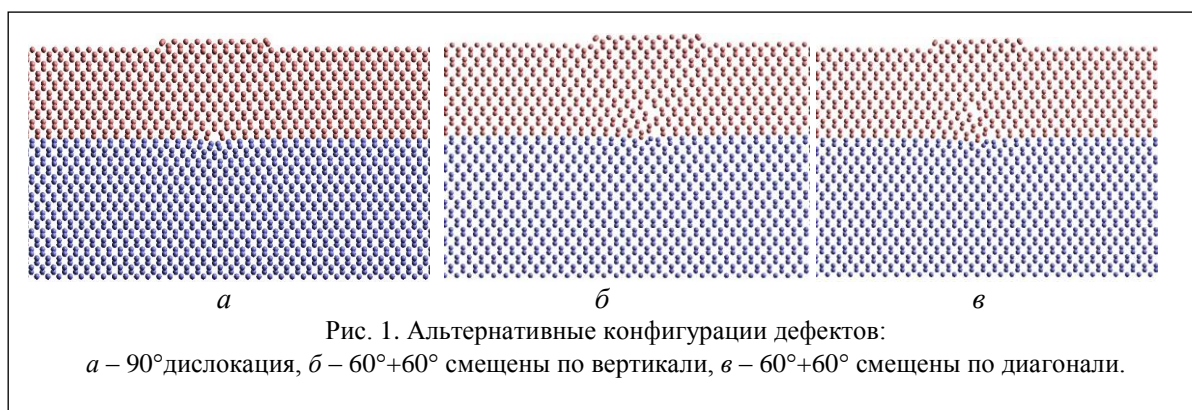 а б в
Рис. 1. Альтернативные конфигурации дефектов:
а – 90°дислокация, б – 60°+60° смещены по вертикали, в – 60°+60° смещены по диагонали.